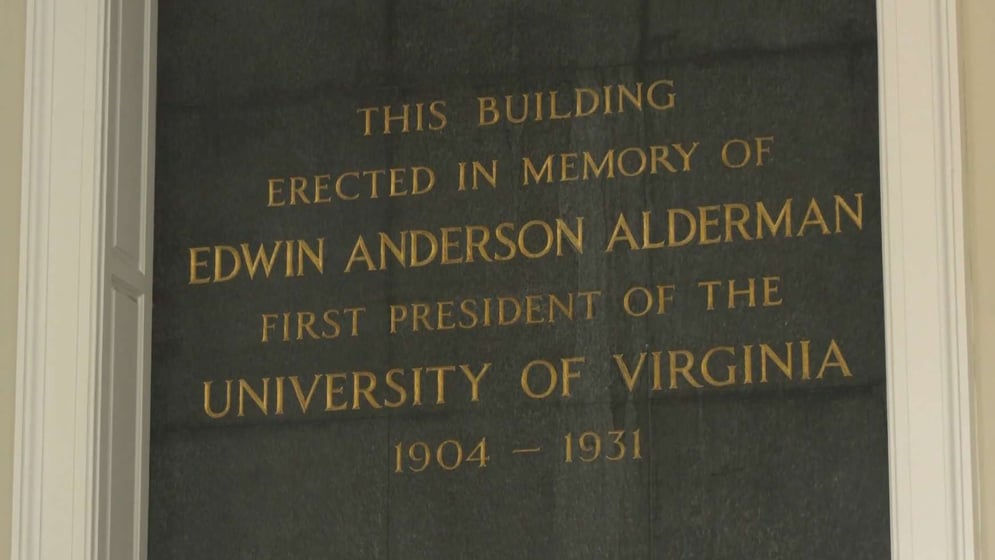 THIS BUILDING
ERECTED IN MEMORY OF
EDWIN ANDERSON ALDERMAN
FIRST PRESIDENT OF THE
UNIVERSITY OF VIRGINIA
1904 – 1931